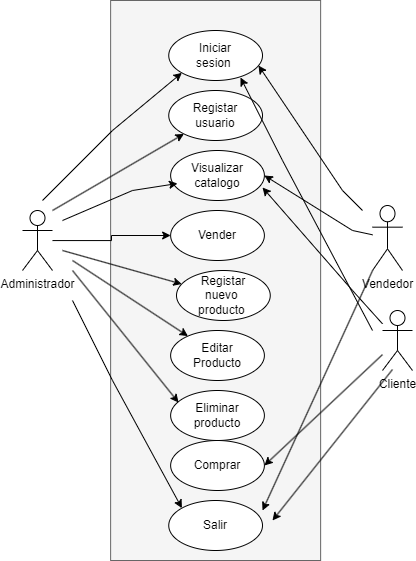 Iniciar
sesion
Registar
usuario
Visualizar
catalogo
Vender
Administrador
Vendedor
Registar
nuevo
producto
Editar
Producto
Cliente
Eliminar
producto
Comprar
Salir